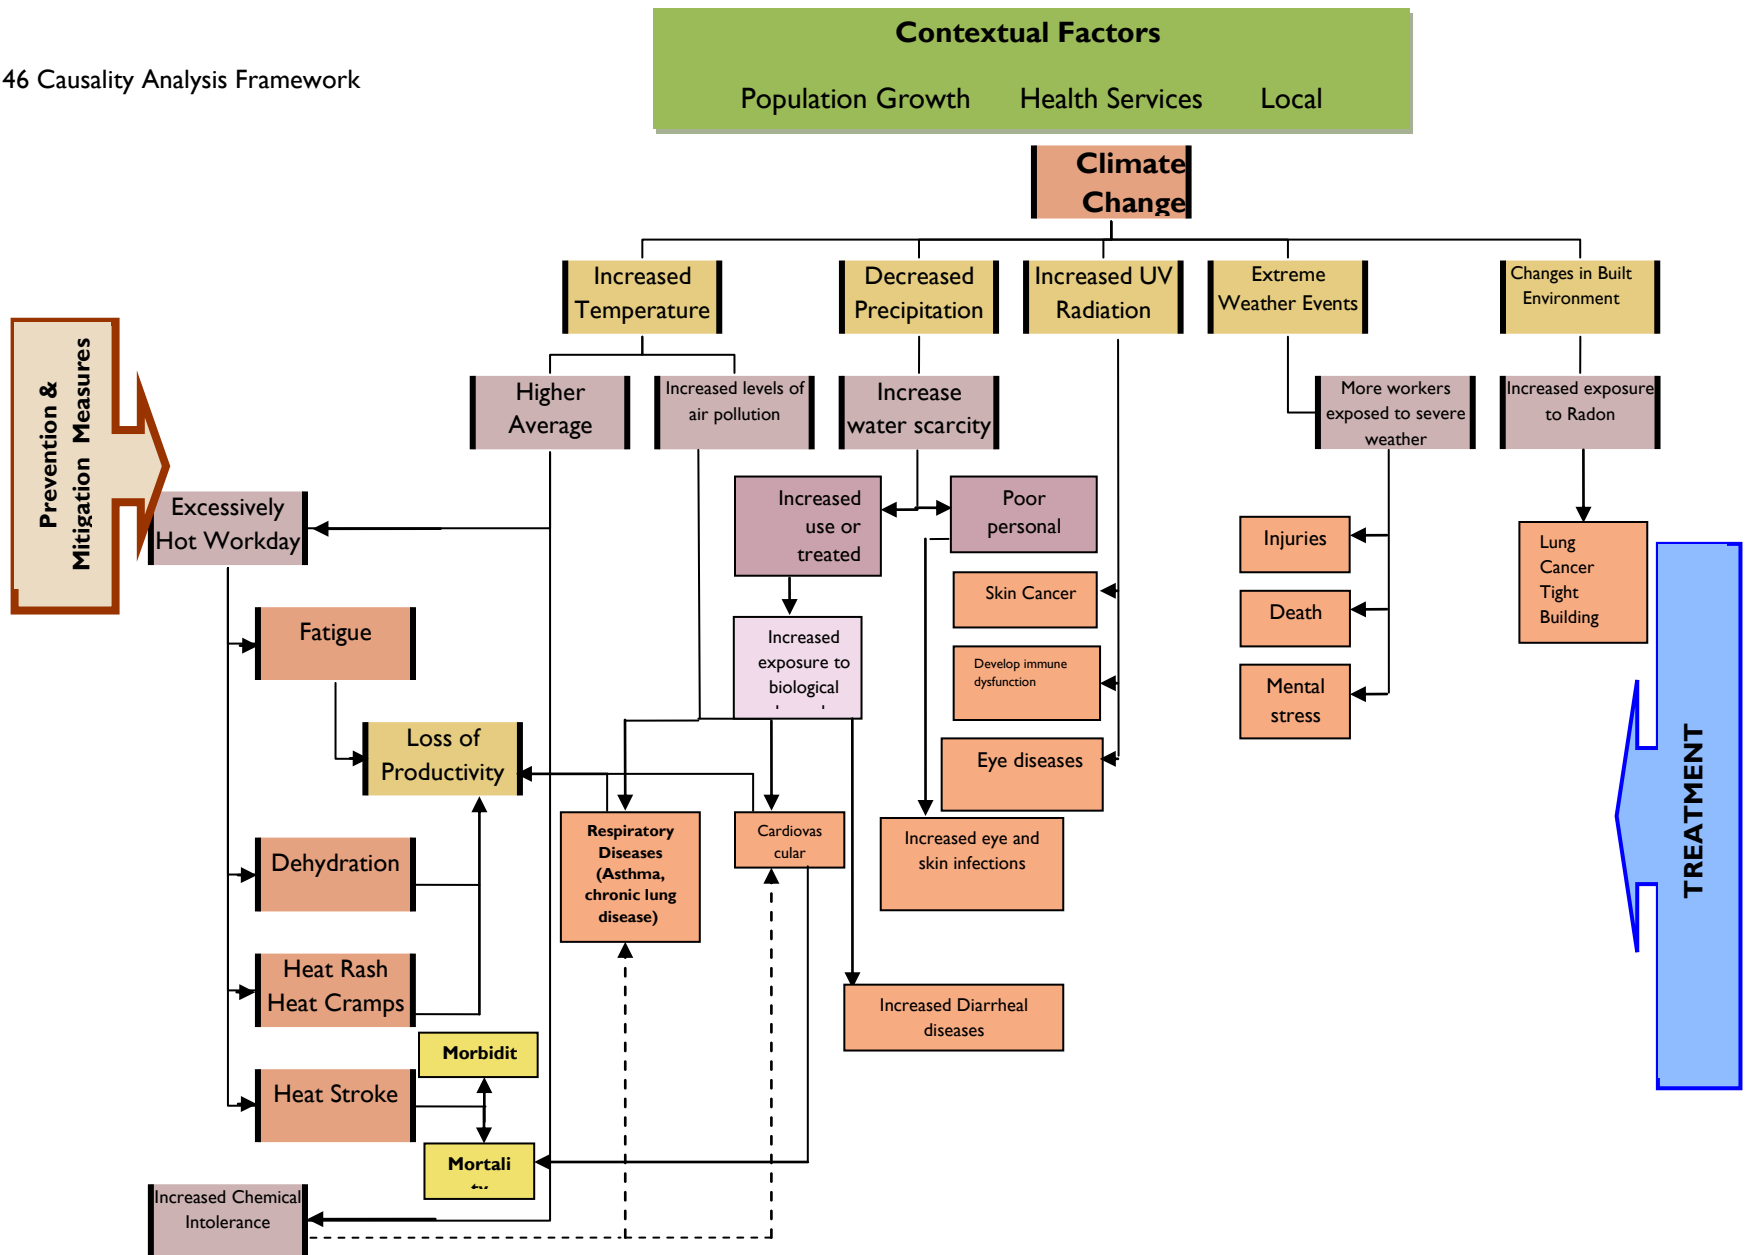 Contextual Factors
46 Causality Analysis Framework
Population Growth Health Services Local
Climate
Change
Increased
Temperature
Decreased
Precipitation
Increased UV
Radiation
Extreme
Weather Events
Changes in Built
Environment
Prevention &
Mitigation Measures
Higher
Average
Increased levels of
air pollution
Increase
water scarcity
More workers
exposed to severe
weather
Increased exposure
to Radon
Excessively
Hot Workday
Increased
use or
treated
Poor
personal
Injuries
Lung
Cancer
Tight
Building
Skin Cancer
Death
Fatigue
Increased
exposure to
biological
Develop immune
dysfunction
Mental
stress
Loss of
Productivity
Eye diseases
TREATMENT
Dehydration
Respiratory
Diseases
(Asthma,
chronic lung
disease)
Cardiovas
cular
Increased eye and
skin infections
Heat Rash
Heat Cramps
Increased Diarrheal
diseases
Morbidit
Heat Stroke
Mortali
Increased Chemical
Intolerance